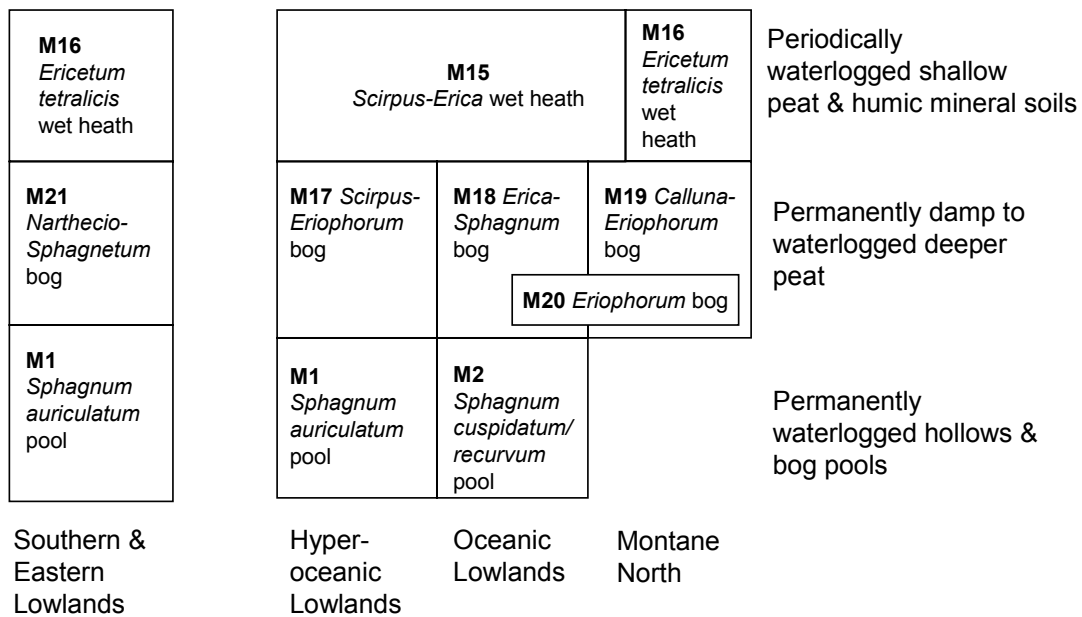 M16
Ericetum
tetralicis
wet heath
M15
Scirpus-Erica wet heath
M16
Ericetum
tetralicis
wet
heath
Periodically
waterlogged shallow
peat & humic mineral soils
M21
Narthecio-
Sphagnetum
bog
M17 Scirpus-
Eriophorum
bog
M18 Erica-
Sphagnum
bog
M19 Calluna-
Eriophorum
bog
M20 Eriophorum bog
Permanently damp to
waterlogged deeper
peat
M1
Sphagnum
auriculatum
pool
M1
Sphagnum
auriculatum
pool
M2
Sphagnum
cuspidatum/
recurvum
pool
Permanently
waterlogged hollows &
bog pools
Southern &
Eastern
Lowlands
Hyper-
oceanic
Lowlands
Oceanic
Lowlands
Montane
North